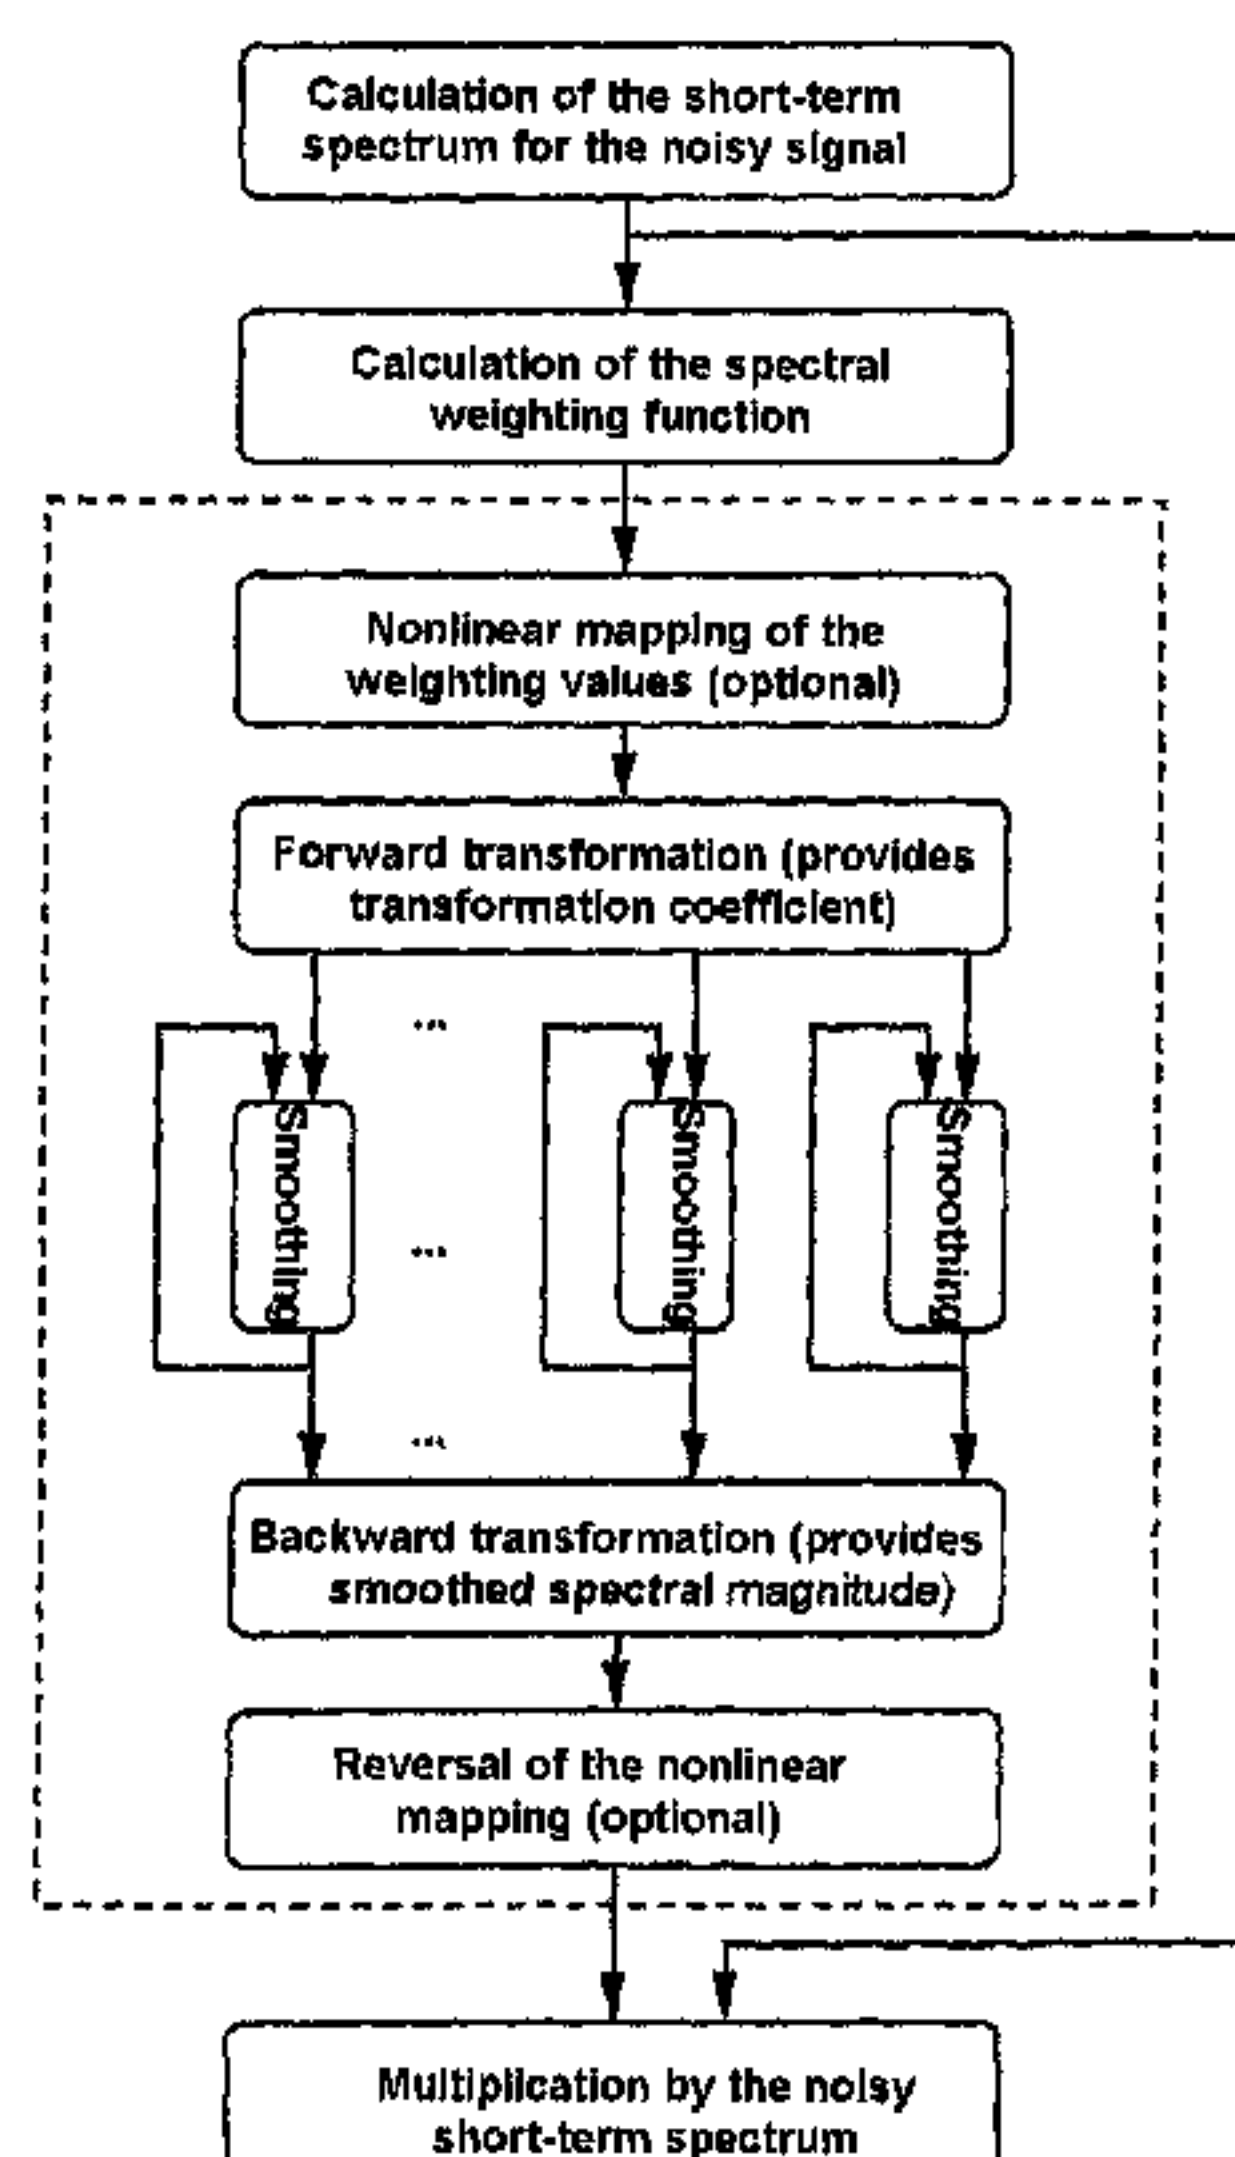 Calculation of the short-term
spectrum for the noisy signal
Calculation of the spectral
weighting function
Nonlinear mapping of the
weighting values (optional)
Forward transformation (provides
transformation coefficient)
...
Smoothing
...
Smoothing
Smoothing
...
Backward transformation (provides
smoothed spectral magnitude)
Reversal of the nonlinear
mapping (optional)
Multiplication by the noisy
short-term spectrum